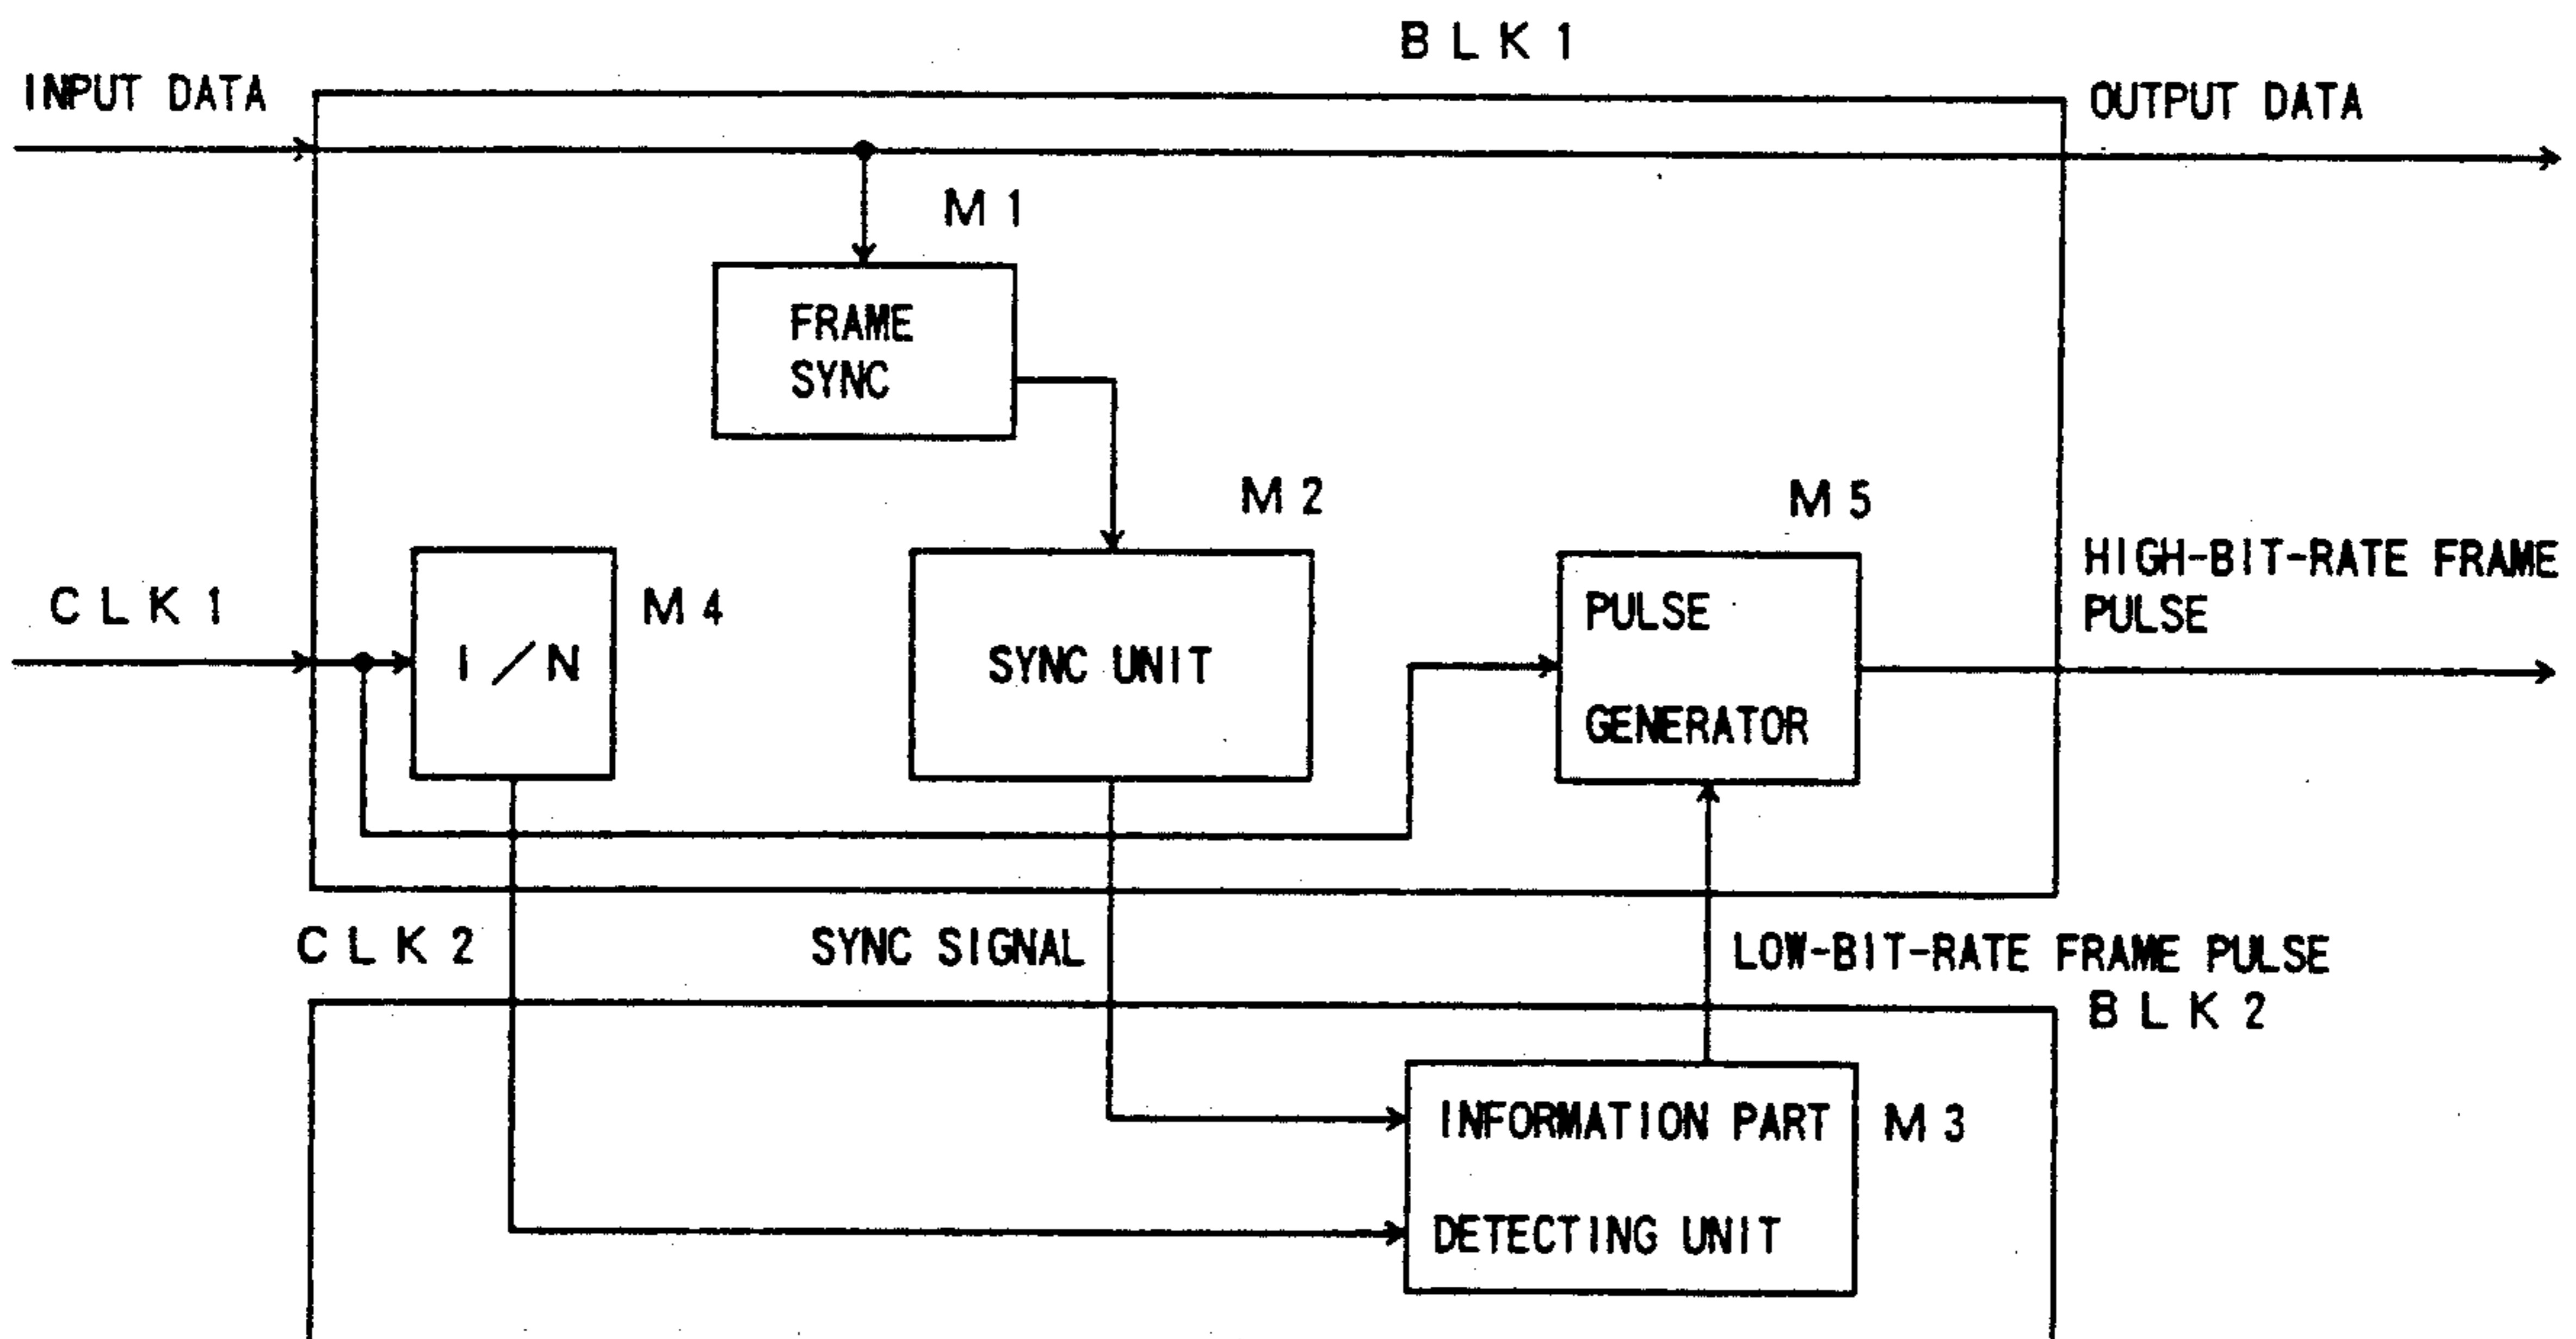 BLK1
INPUT DATA
OUTPUT DATA
M1
FRAME
SYNC
M2
M5
HIGH-BIT-RATE FRAME
PULSE
CLK1
I/N
M4
SYNC UNIT
PULSE
GENERATOR
CLK2
SYNC SIGNAL
LOW-BIT-RATE FRAME PULSE
BLK2
INFORMATION PART
M3
DETECTING UNIT